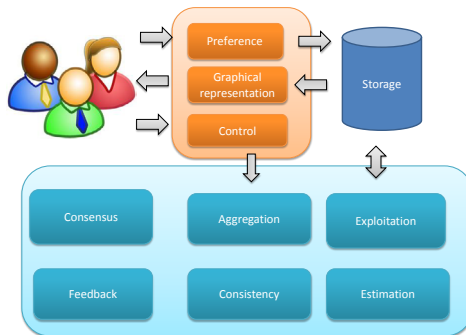 Preference
Graphical
representation
Control
Storage
Consensus
Aggregation
Exploitation
Feedback
Consistency
Estimation